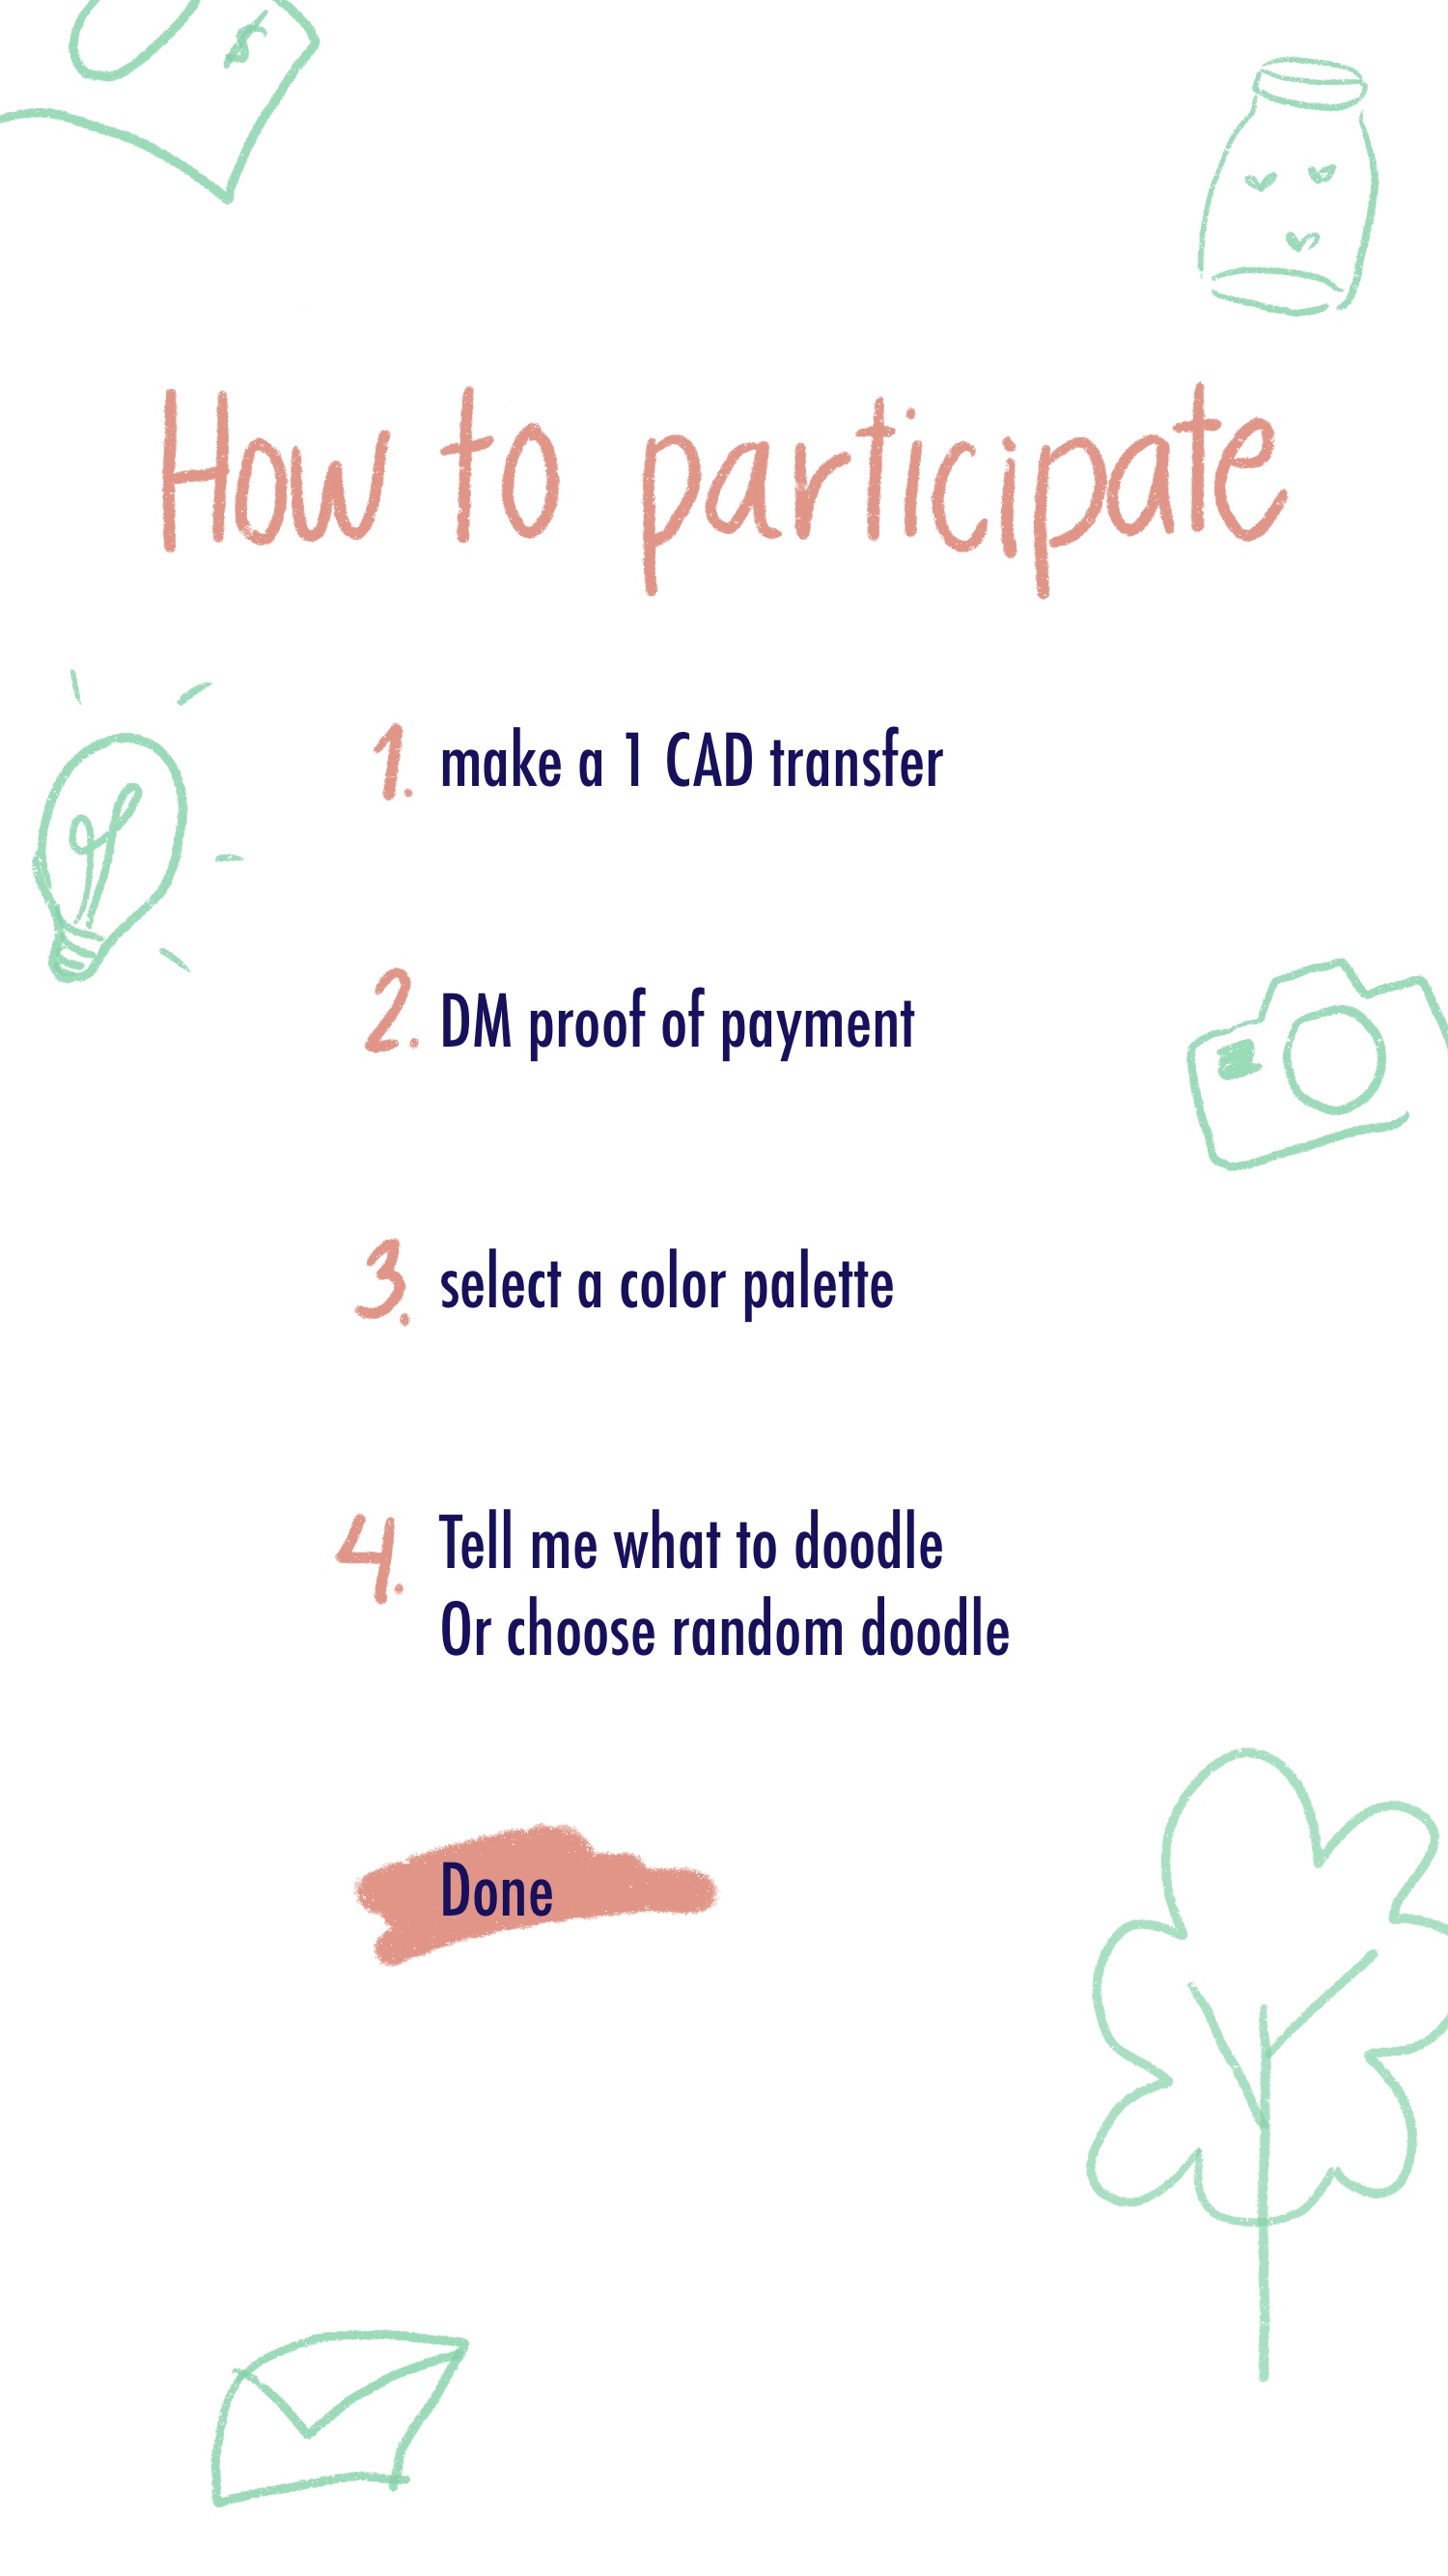 $
How to participate
1. make a 1 CAD transfer
2. DM proof of payment
3. select a color palette
4. Tell me what to doodle
Or choose random doodle
Done